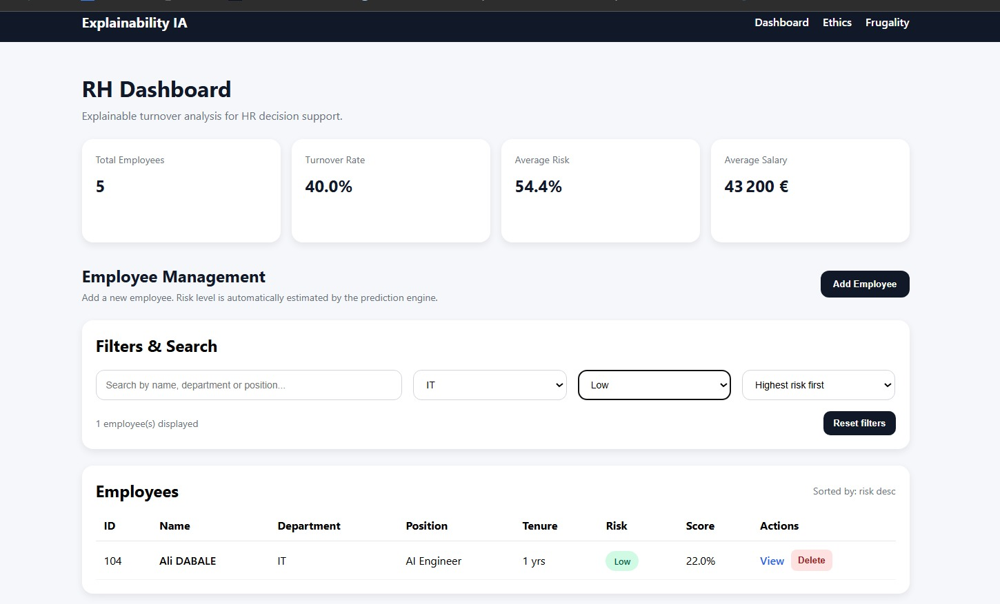 Explainability IA
Dashboard Ethics Frugality
RH Dashboard
Explainable turnover analysis for HR decision support.
Total Employees
5
Turnover Rate
40.0%
Average Risk
54.4%
Average Salary
43 200 €
Employee Management
Add a new employee. Risk level is automatically estimated by the prediction engine.
Add Employee
Filters & Search
Search by name, department or position...
IT
Low
Highest risk first
1 employee(s) displayed
Reset filters
Employees
Sorted by: risk desc
ID Name Department Position Tenure Risk Score Actions
104 Ali DABALE IT AI Engineer 1 yrs Low 22.0% View Delete